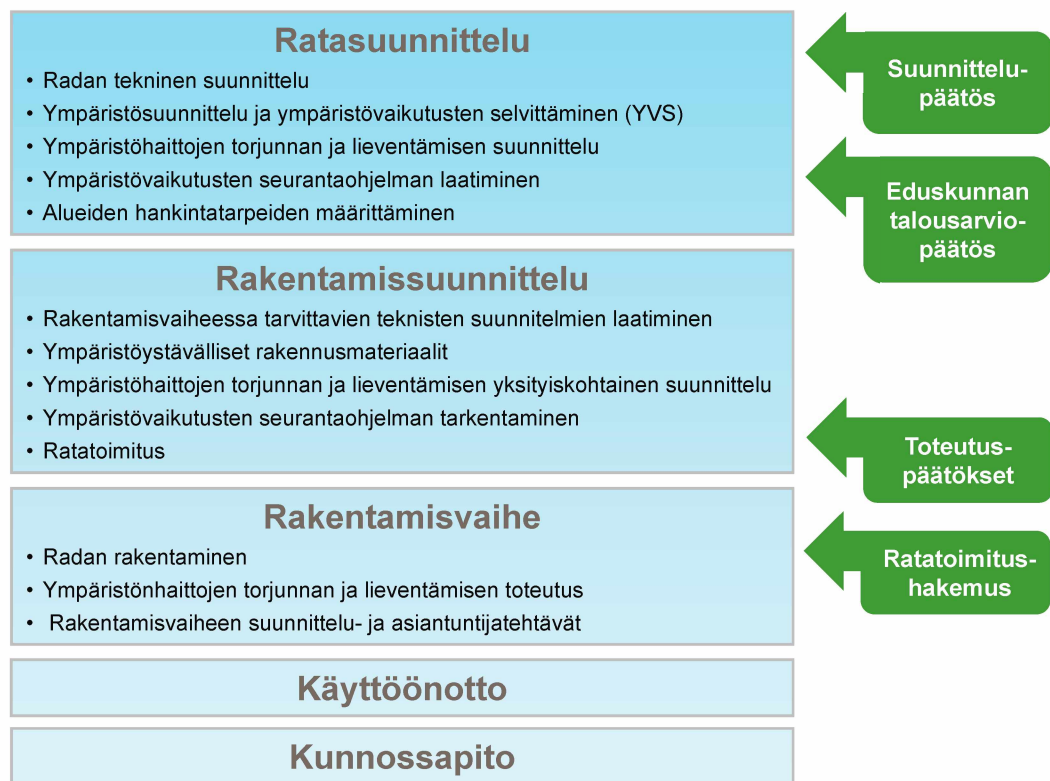 Ratasuunnittelu
• Radan tekninen suunnittelu
• Ympäristösuunnittelu ja ympäristövaikutusten selvittäminen (YVS)
• Ympäristöhaittojen torjunnan ja lieventämisen suunnittelu
• Ympäristövaikutusten seurantaohjelman laatiminen
• Alueiden hankintatarpeiden määrittäminen
Suunnittelu-
päätös
Eduskunnan
talousarvio-
päätös
Rakentamissuunnittelu
• Rakentamisvaiheessa tarvittavien teknisten suunnitelmien laatiminen
• Ympäristöystävälliset rakennusmateriaalit
• Ympäristöhaittojen torjunnan ja lieventämisen yksityiskohtainen suunnittelu
• Ympäristövaikutusten seurantaohjelman tarkentaminen
• Ratatoimitus
Toteutus-
päätökset
Rakentamisvaihe
• Radan rakentaminen
• Ympäristönhaittojen torjunnan ja lieventämisen toteutus
• Rakentamisvaiheen suunnittelu- ja asiantuntijatehtävät
Ratatoimitus-
hakemus
Käyttöönotto
Kunnossapito